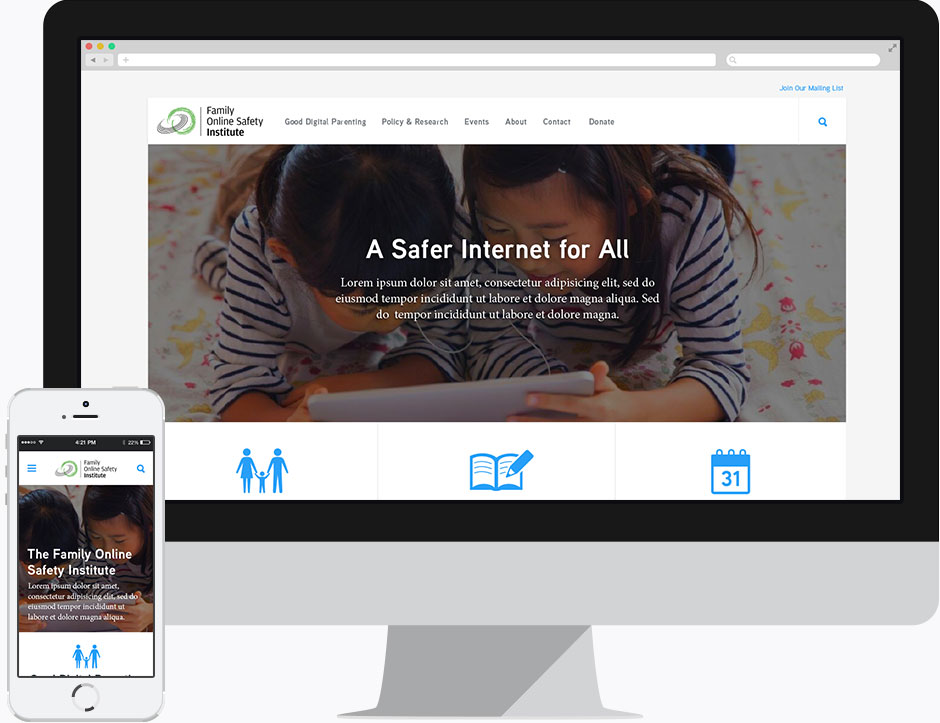 Join Our Mailing List
Family
Online Safety
Institute
Good Digital Parenting Policy & Research Events About Contact Donate
A Safer Internet for All
Lorem ipsum dolor sit amet, consectetur adipisicing elit, sed do
eiusmod tempor incididunt ut labore et dolore magna aliqua. Sed
do tempor incididunt ut labore et dolore magna.
31
4:21 PM 22%
Family
Online Safety
Institute
The Family Online
Safety Institute
Lorem ipsum dolor sit amet,
consectetur adipisicing elit, sed do
eiusmod tempor incididunt ut
labore et dolore magna aliqua.